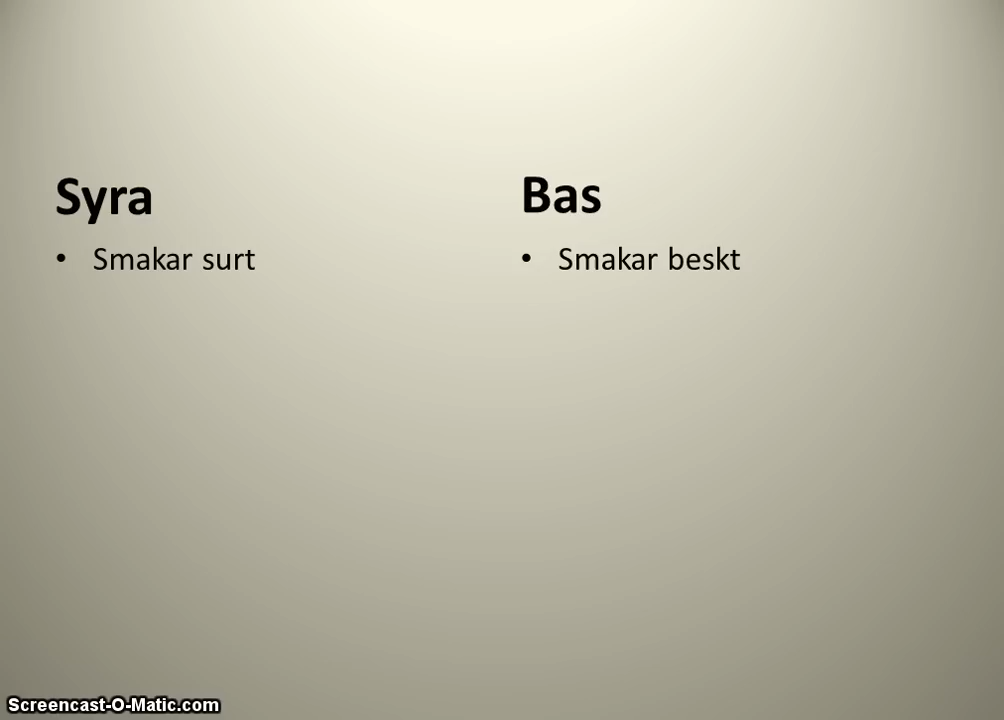 Syra
• Smakar surt
Bas
• Smakar beskt
Screencast-O-Matic.com